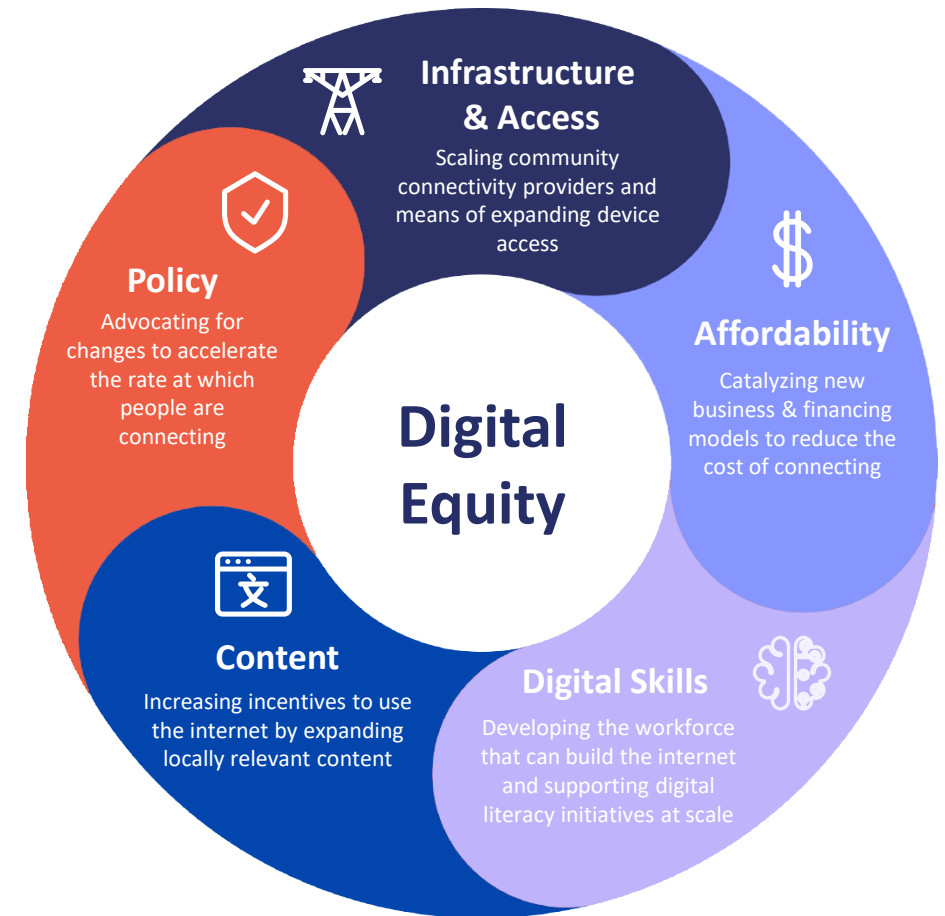 Infrastructure
& Access
Scaling community
connectivity providers and
means of expanding device
access
Affordability
Catalyzing new
business & financing
models to reduce the
cost of connecting
Digital Skills
Developing the workforce
that can build the internet
and supporting digital
literacy initiatives at scale
文
Content
Increasing incentives to use
the internet by expanding
locally relevant content
Policy
Advocating for
changes to accelerate
the rate at which
people are
connecting
Digital
Equity